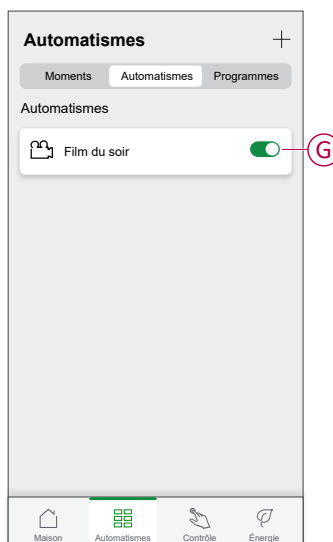 Automatismes
Moments Automatismes Programmes
Automatismes
Film du soir
G
Maison Automatismes Contrôle Énergie